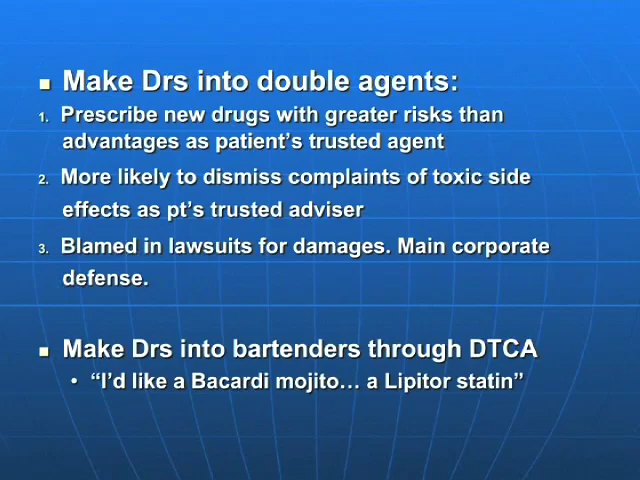 Make Drs into double agents:
1. Prescribe new drugs with greater risks than
advantages as patient's trusted agent
2. More likely to dismiss complaints of toxic side
effects as pt's trusted adviser
3. Blamed in lawsuits for damages. Main corporate
defense.
Make Drs into bartenders through DTCA
• “I'd like a Bacardi mojito… a Lipitor statin”